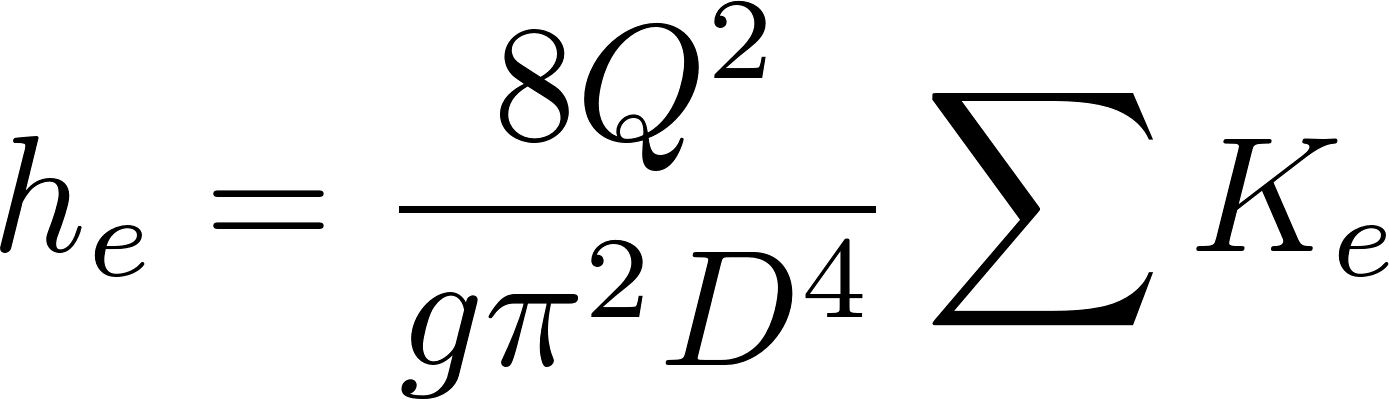 h_e = \frac{8Q^2}{g\pi^2 D^4} \sum K_e